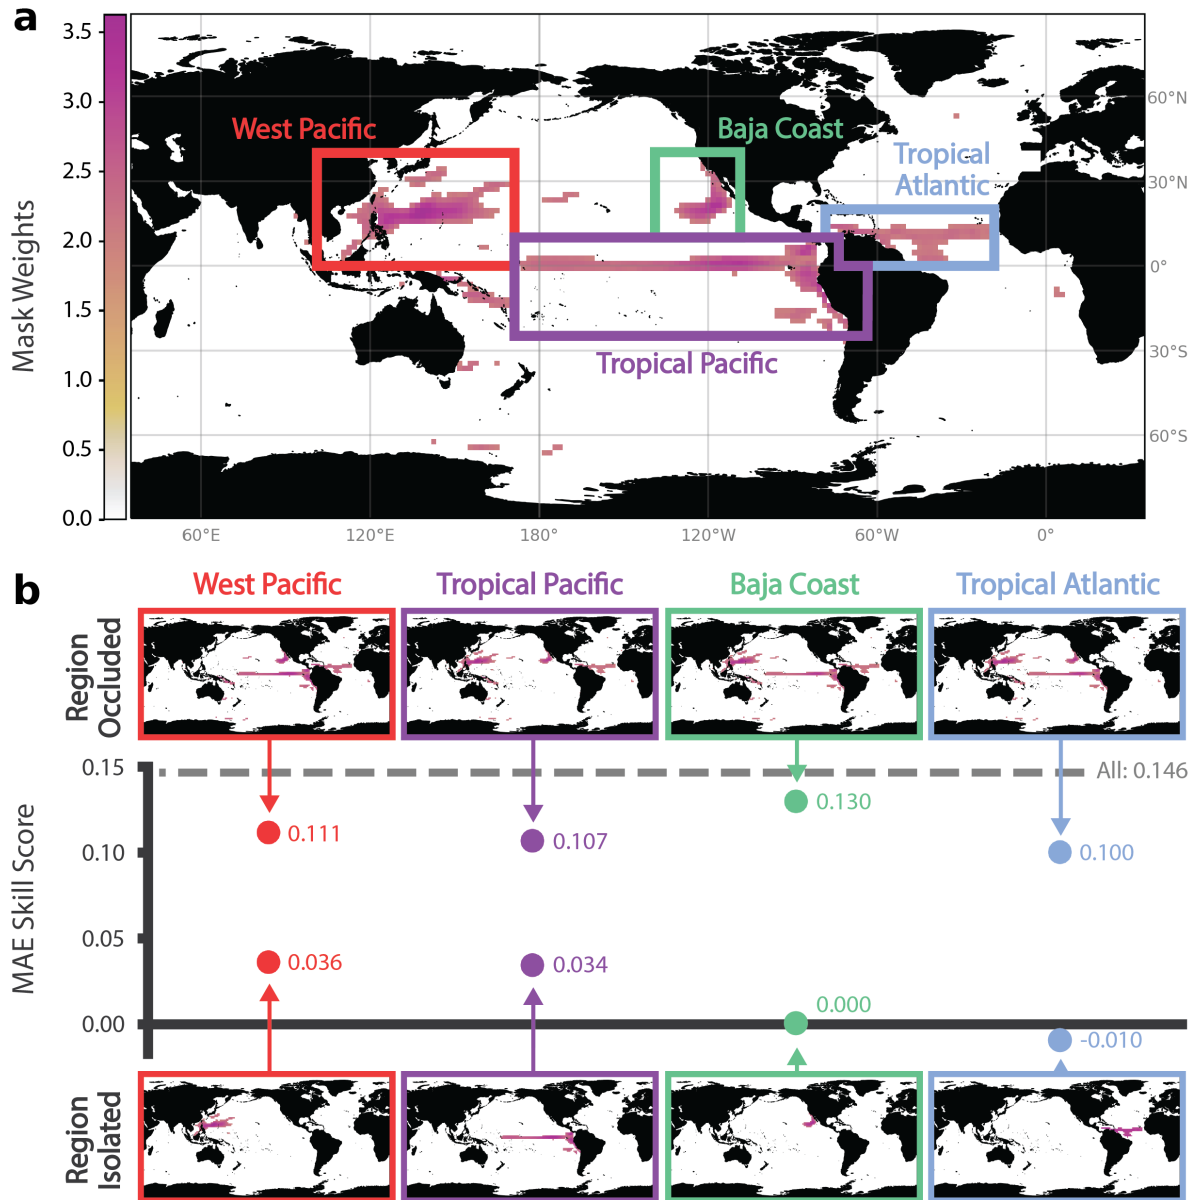 a
3.5
3.0
2.5
2.0
1.5
1.0
0.5
0.0
Mask Weights
West Pacific
Baja Coast
Tropical
Atlantic
Tropical Pacific
60°N
30°N
0°
30°S
60°S
60°E
120°E
180°
120°W
60°W
0°
b
West Pacific
Tropical Pacific
Baja Coast
Tropical Atlantic
Region
Occluded
MAE Skill Score
0.15
0.10
0.05
0.00
All: 0.146
0.111
0.107
0.130
0.100
0.036
0.034
0.000
-0.010
Region
Isolated